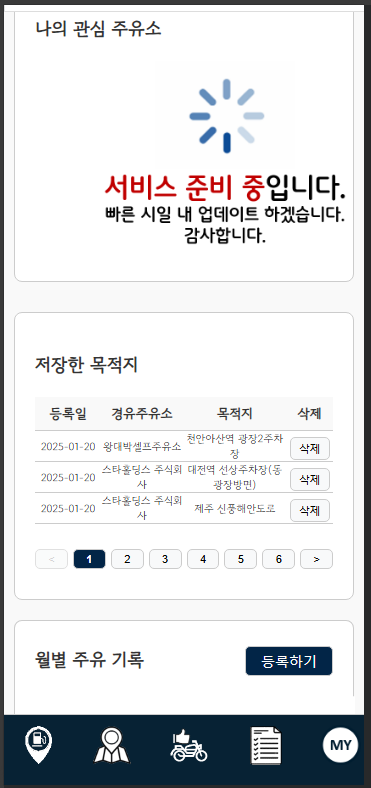 나의 관심 주유소
서비스 준비 중입니다.
빠른 시일 내 업데이트 하겠습니다.
감사합니다.
저장한 목적지
등록일 경유주유소 목적지 삭제
2025-01-20 왕대박셀프주유소 천안아산역 광장2주차
장 삭제
2025-01-20 스타홀딩스 주식회
사 대전역 선상주차장(동
광장방면) 삭제
2025-01-20 스타홀딩스 주식회
사 제주 신풍해안도로 삭제
< 1 2 3 4 5 6 >
월별 주유 기록 등록하기
MY